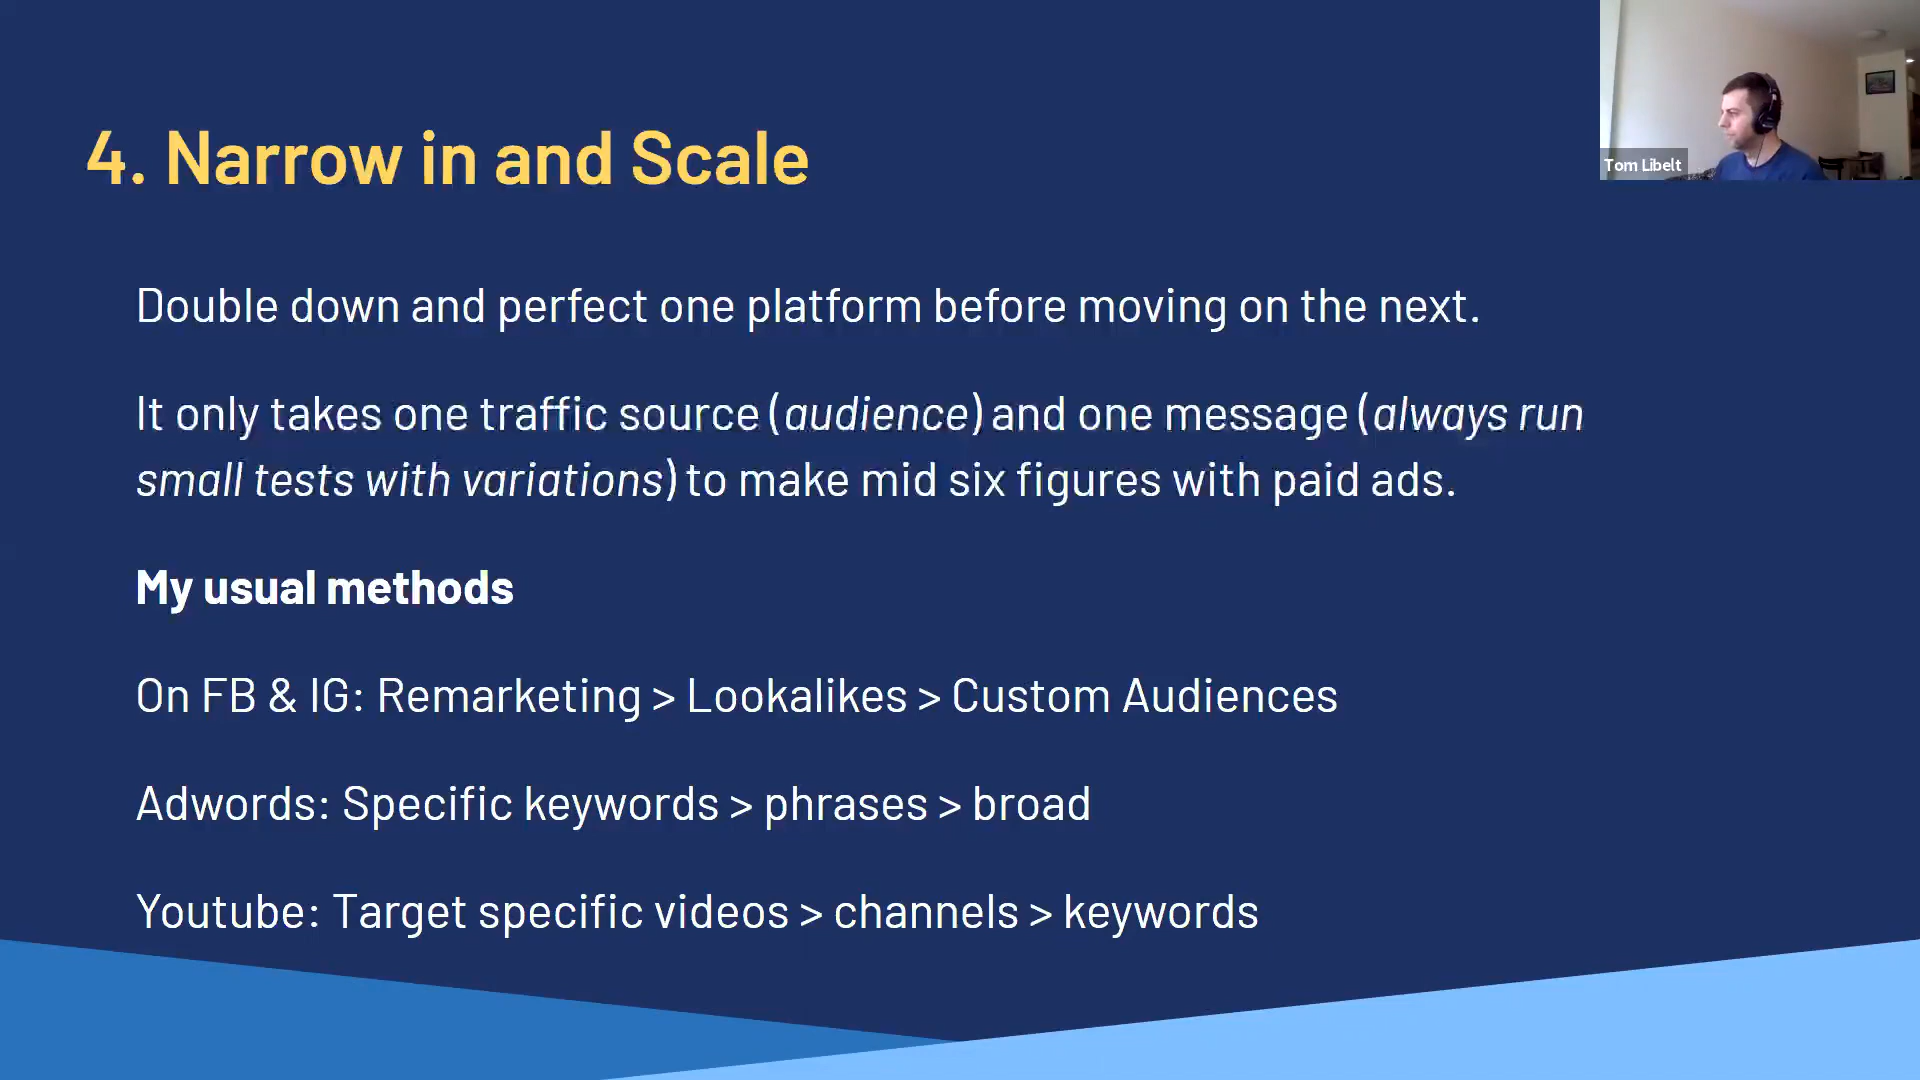 4. Narrow in and Scale
Tom Libelt
Double down and perfect one platform before moving on the next.
It only takes one traffic source (audience) and one message (always run
small tests with variations) to make mid six figures with paid ads.
My usual methods
On FB & IG: Remarketing > Lookalikes > Custom Audiences
Adwords: Specific keywords > phrases > broad
Youtube: Target specific videos > channels > keywords